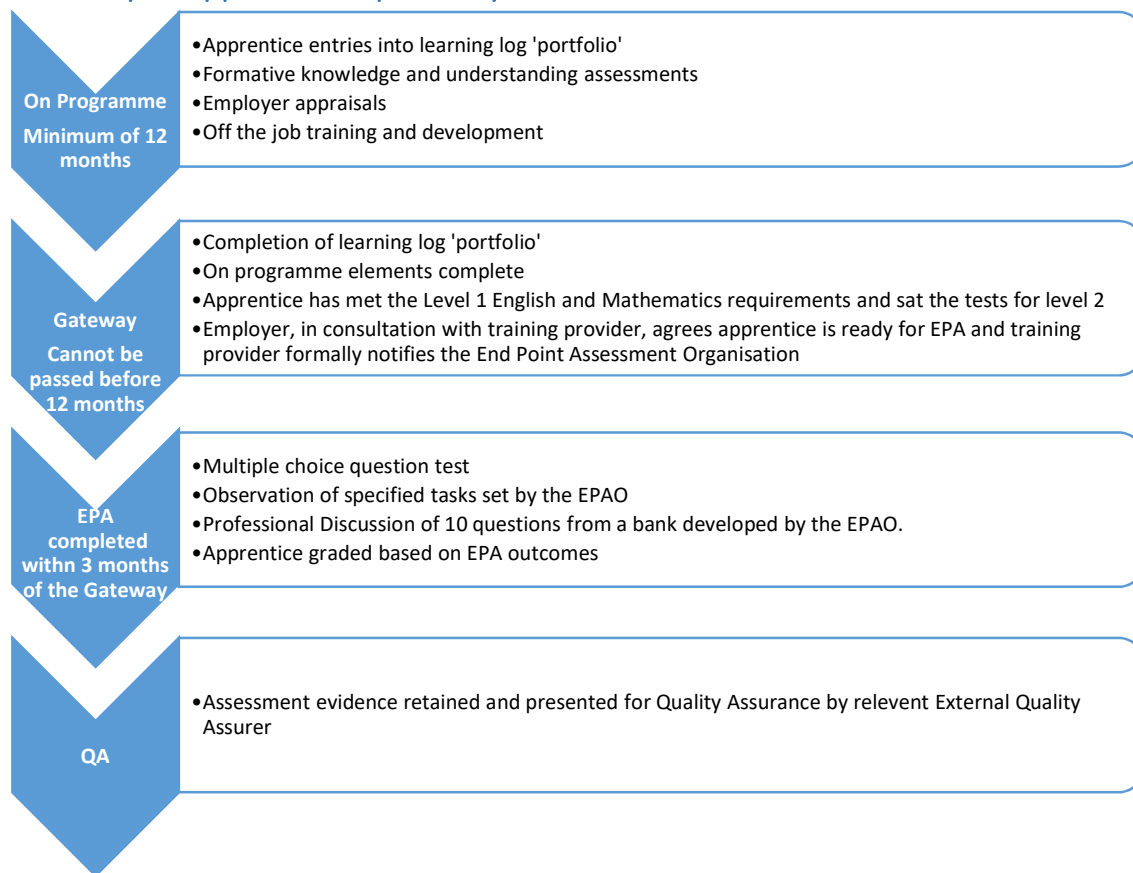 On Programme
Minimum of 12
months
•Apprentice entries into learning log 'portfolio'
•Formative knowledge and understanding assessments
•Employer appraisals
•Off the job training and development
Gateway
Cannot be
passed before
12 months
•Completion of learning log 'portfolio'
•On programme elements complete
•Apprentice has met the Level 1 English and Mathematics requirements and sat the tests for level 2
•Employer, in consultation with training provider, agrees apprentice is ready for EPA and training
provider formally notifies the End Point Assessment Organisation
EPA
completed
withn 3 months
of the Gateway
•Multiple choice question test
•Observation of specified tasks set by the EPAO
•Professional Discussion of 10 questions from a bank developed by the EPAO.
•Apprentice graded based on EPA outcomes
QA
•Assessment evidence retained and presented for Quality Assurance by relevent External Quality
Assurer